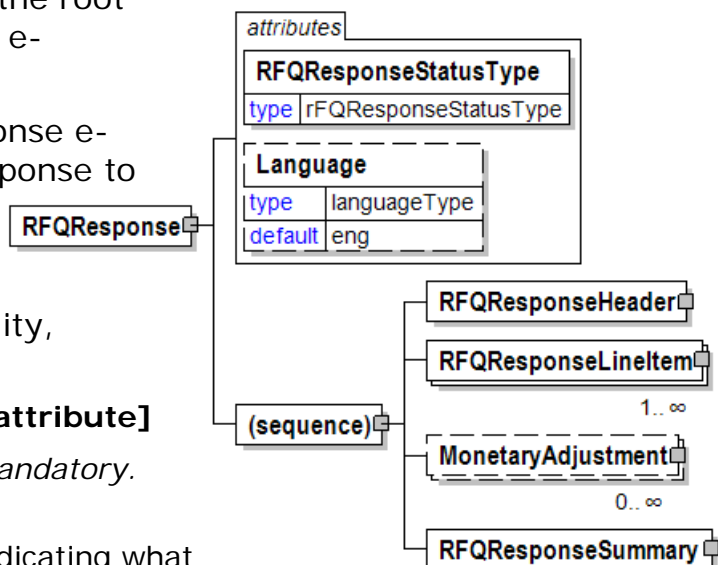 the root
e-
onse e-
ponse to
ity,
attribute]
andatory.
dicating what
attributes
RFQResponseStatusType
type rFQResponseStatusType
Language
type languageType
default eng
RFQResponse
(sequence)
RFQResponseHeader
RFQResponseLineItem
1.. ∞
MonetaryAdjustment
0.. ∞
RFQResponseSummary